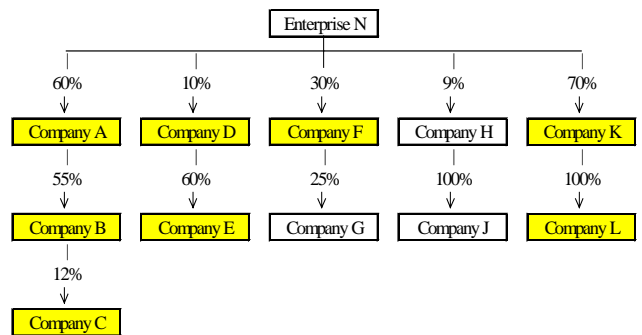 Enterprise N
60% 10% 30% 9% 70%
Company A Company D Company F Company H Company K
55% 60% 25% 100% 100%
Company B Company E Company G Company J Company L
12%
Company C